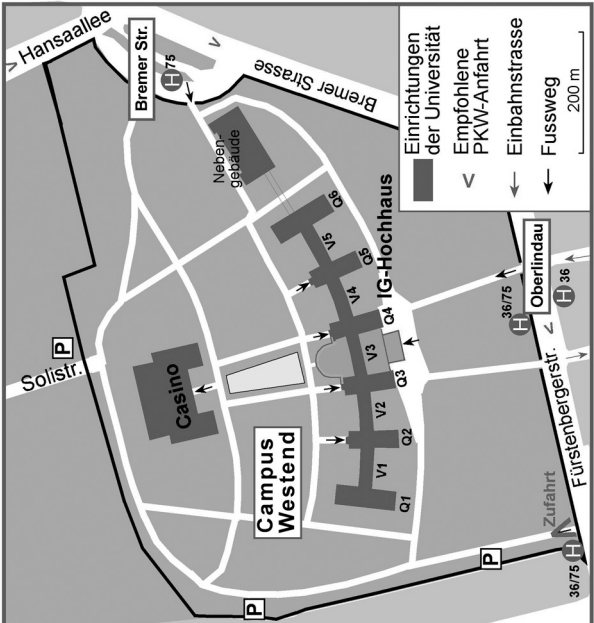 Hansaallee
Bremer Str.
H 75
Bremer Strasse
Neben-
gebäude
Solistr.
P
Casino
Campus
Westend
IG-Hochhaus
Q6
V5
Q5
V4
Q4
V3
Q3
V2
Q2
V1
Q1
Einrichtungen
der Universität
Empfohlene
PKW-Anfahrt
Einbahnstrasse
Fussweg
200 m
36/75
H
Oberlindau
H 36
Fürstenbergerstr.
Zufahrt
H
36/75
P
P